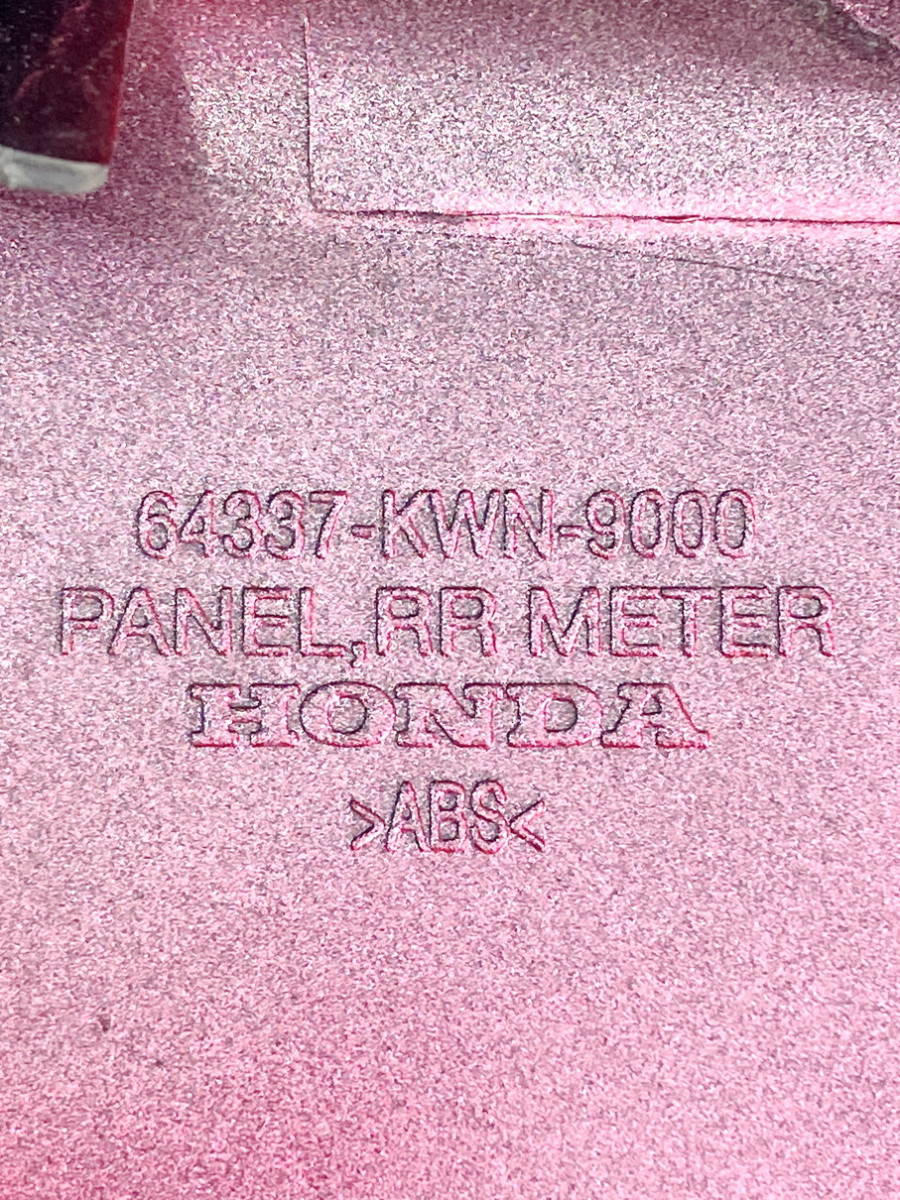 64337-KWN-9000
PANEL,RR METER
HONDA
>ABS<